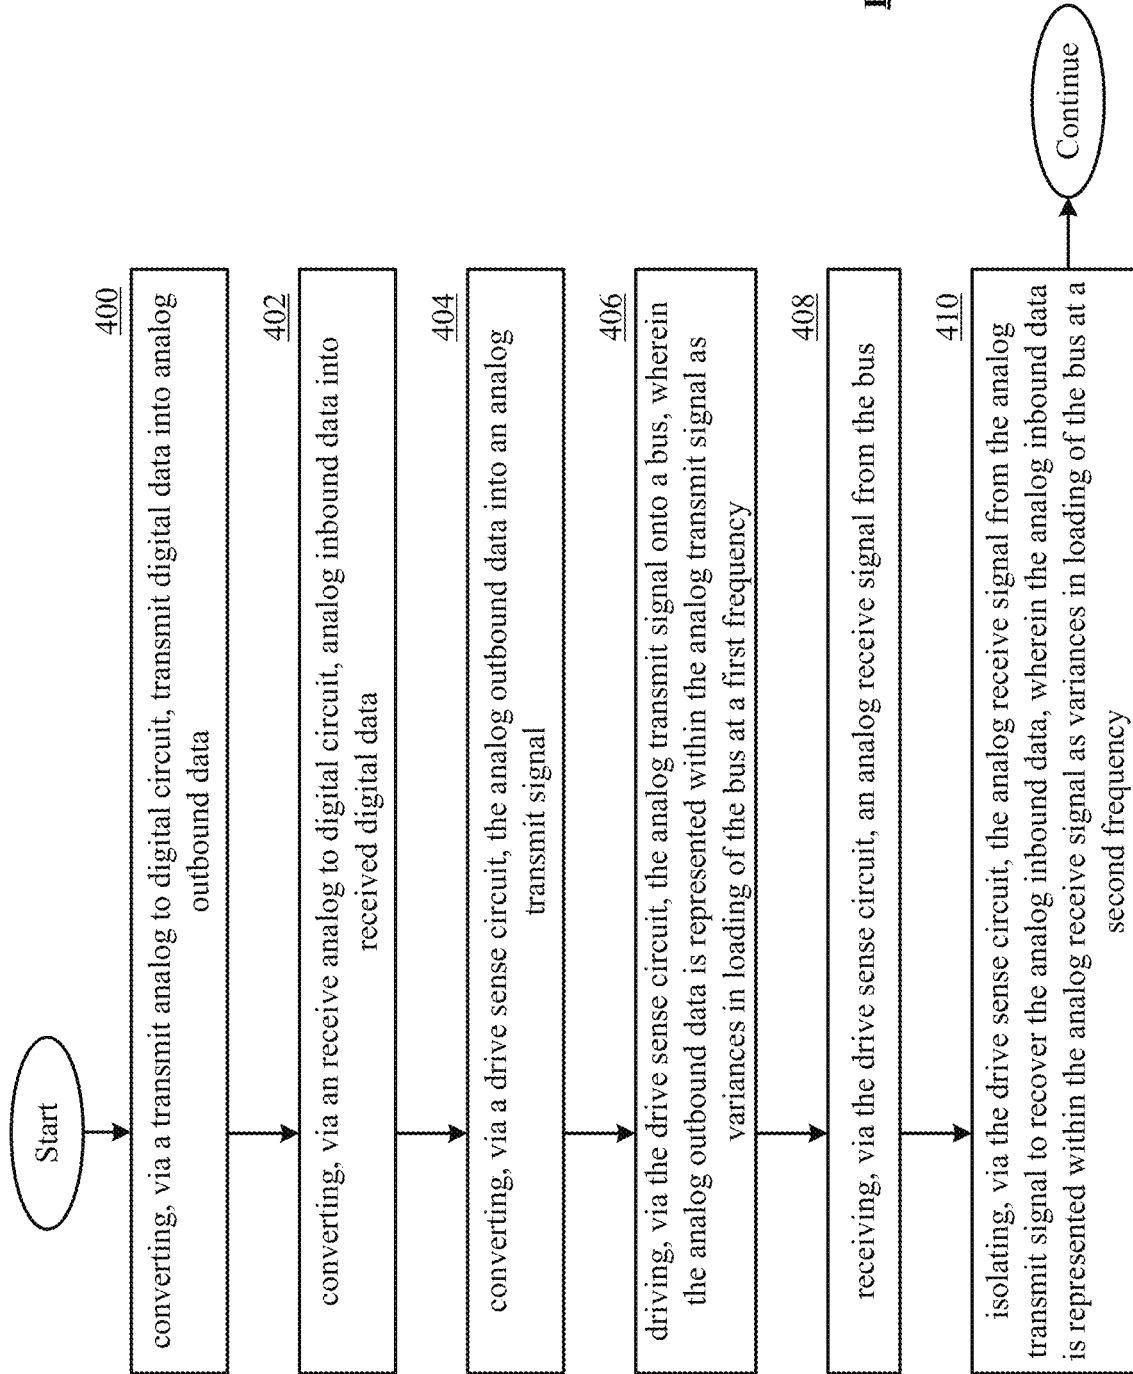 Start
400
converting, via a transmit analog to digital circuit, transmit digital data into analog
outbound data
402
converting, via an receive analog to digital circuit, analog inbound data into
received digital data
404
converting, via a drive sense circuit, the analog outbound data into an analog
transmit signal
406
driving, via the drive sense circuit, the analog transmit signal onto a bus, wherein
the analog outbound data is represented within the analog transmit signal as
variances in loading of the bus at a first frequency
408
receiving, via the drive sense circuit, an analog receive signal from the bus
410
isolating, via the drive sense circuit, the analog receive signal from the analog
transmit signal to recover the analog inbound data, wherein the analog inbound data
is represented within the analog receive signal as variances in loading of the bus at a
second frequency
Continue